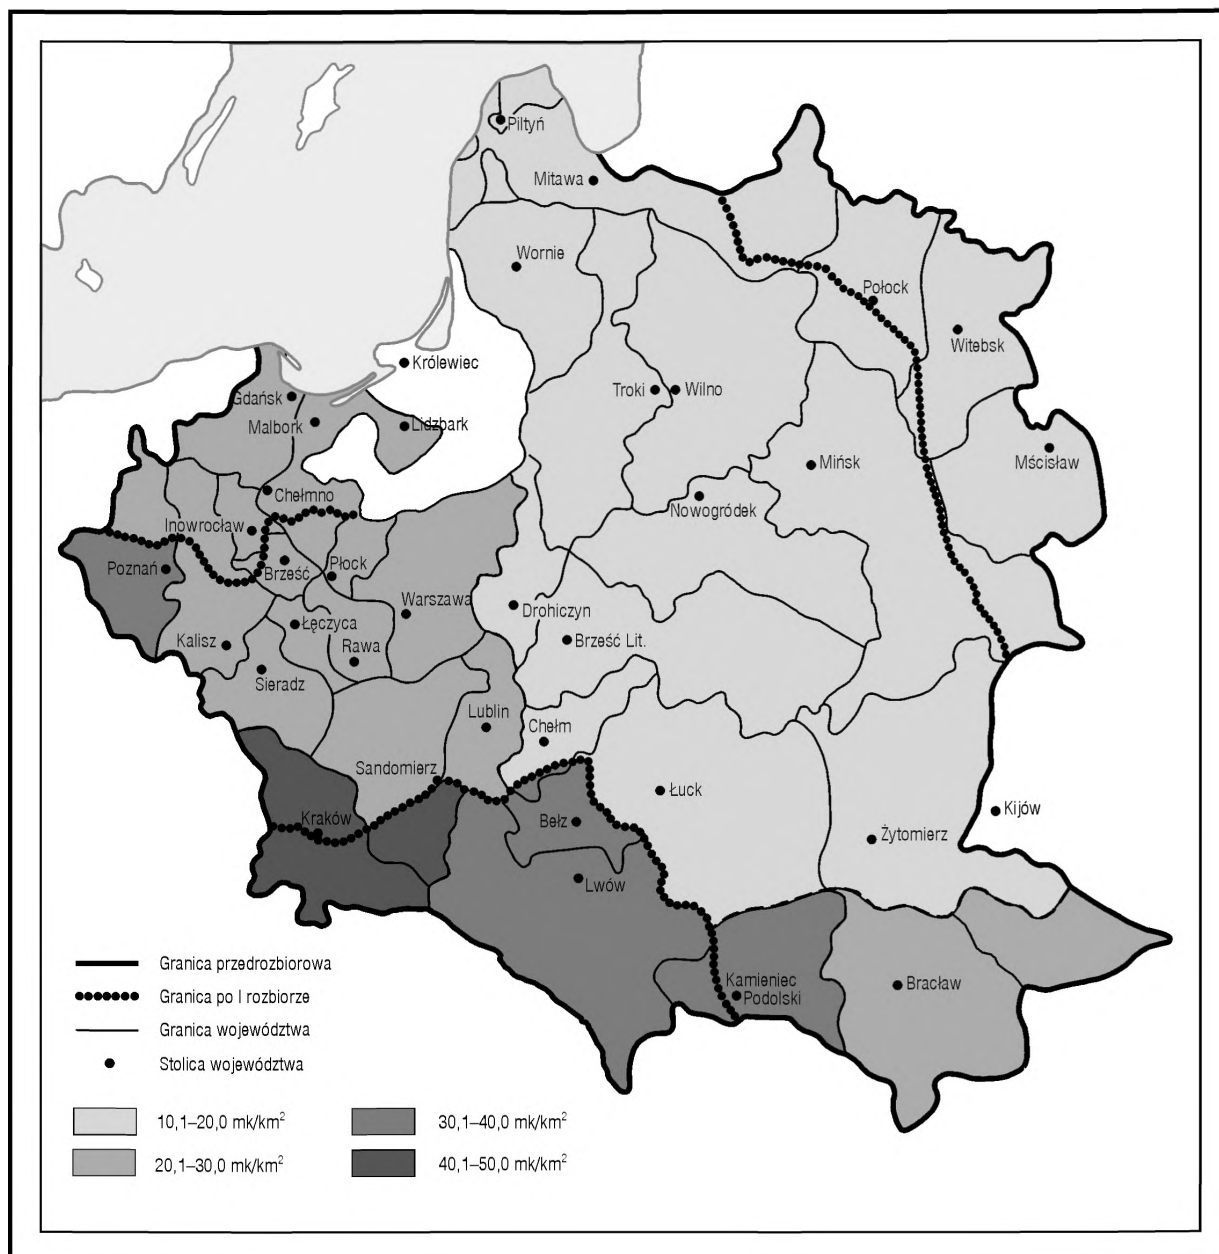 Piltyń
Mitawa
Wornie
Połock
Witebsk
Królewiec
Gdańsk
Malbork
Lidzbark
Troki
Wilno
Mińsk
Mścisław
Chełmno
Nowogródek
Inowrocław
Poznań
Brześć
Płock
Warszawa
Drohiczyn
Łęczyca
Kalisz
Rawa
Brześć Lit.
Sieradz
Lublin
Chełm
Sandomierz
Łuck
Kijów
Kraków
Bełz
Żytomierz
Lwów
Kamieniec
Podolski
Bracław
Granica przedrozbiorowa
Granica po I rozbiorze
Granica województwa
Stolica województwa
10,1–20,0 mk/km²
30,1–40,0 mk/km²
20,1–30,0 mk/km²
40,1–50,0 mk/km²